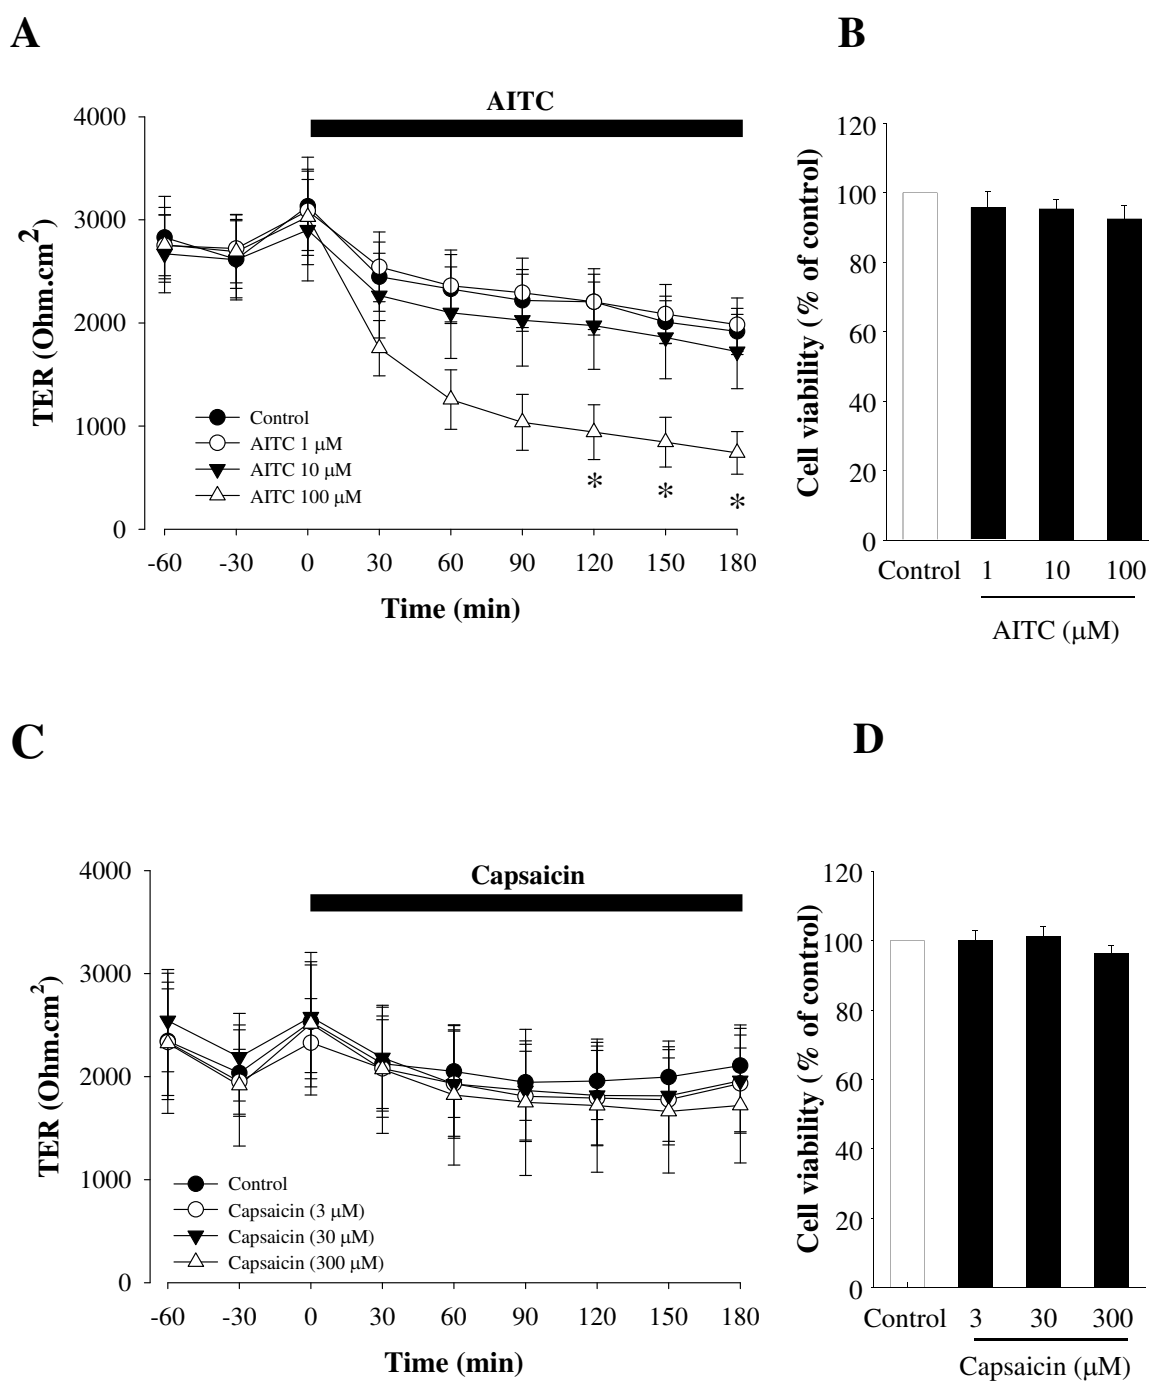 A
AITC
4000
3000
2000
1000
0
TER (Ohm.cm2)
Control
AITC 1 μM
AITC 10 μM
AITC 100 μM
* * *
-60 -30 0 30 60 90 120 150 180
Time (min)
B
120
100
80
60
40
20
0
Cell viability (% of control)
Control 1 10 100
AITC (μM)
C
Capsaicin
4000
3000
2000
1000
0
TER (Ohm.cm2)
Control
Capsaicin (3 μM)
Capsaicin (30 μM)
Capsaicin (300 μM)
-60 -30 0 30 60 90 120 150 180
Time (min)
D
120
100
80
60
40
20
0
Cell viability (% of control)
Control 3 30 300
Capsaicin (μM)